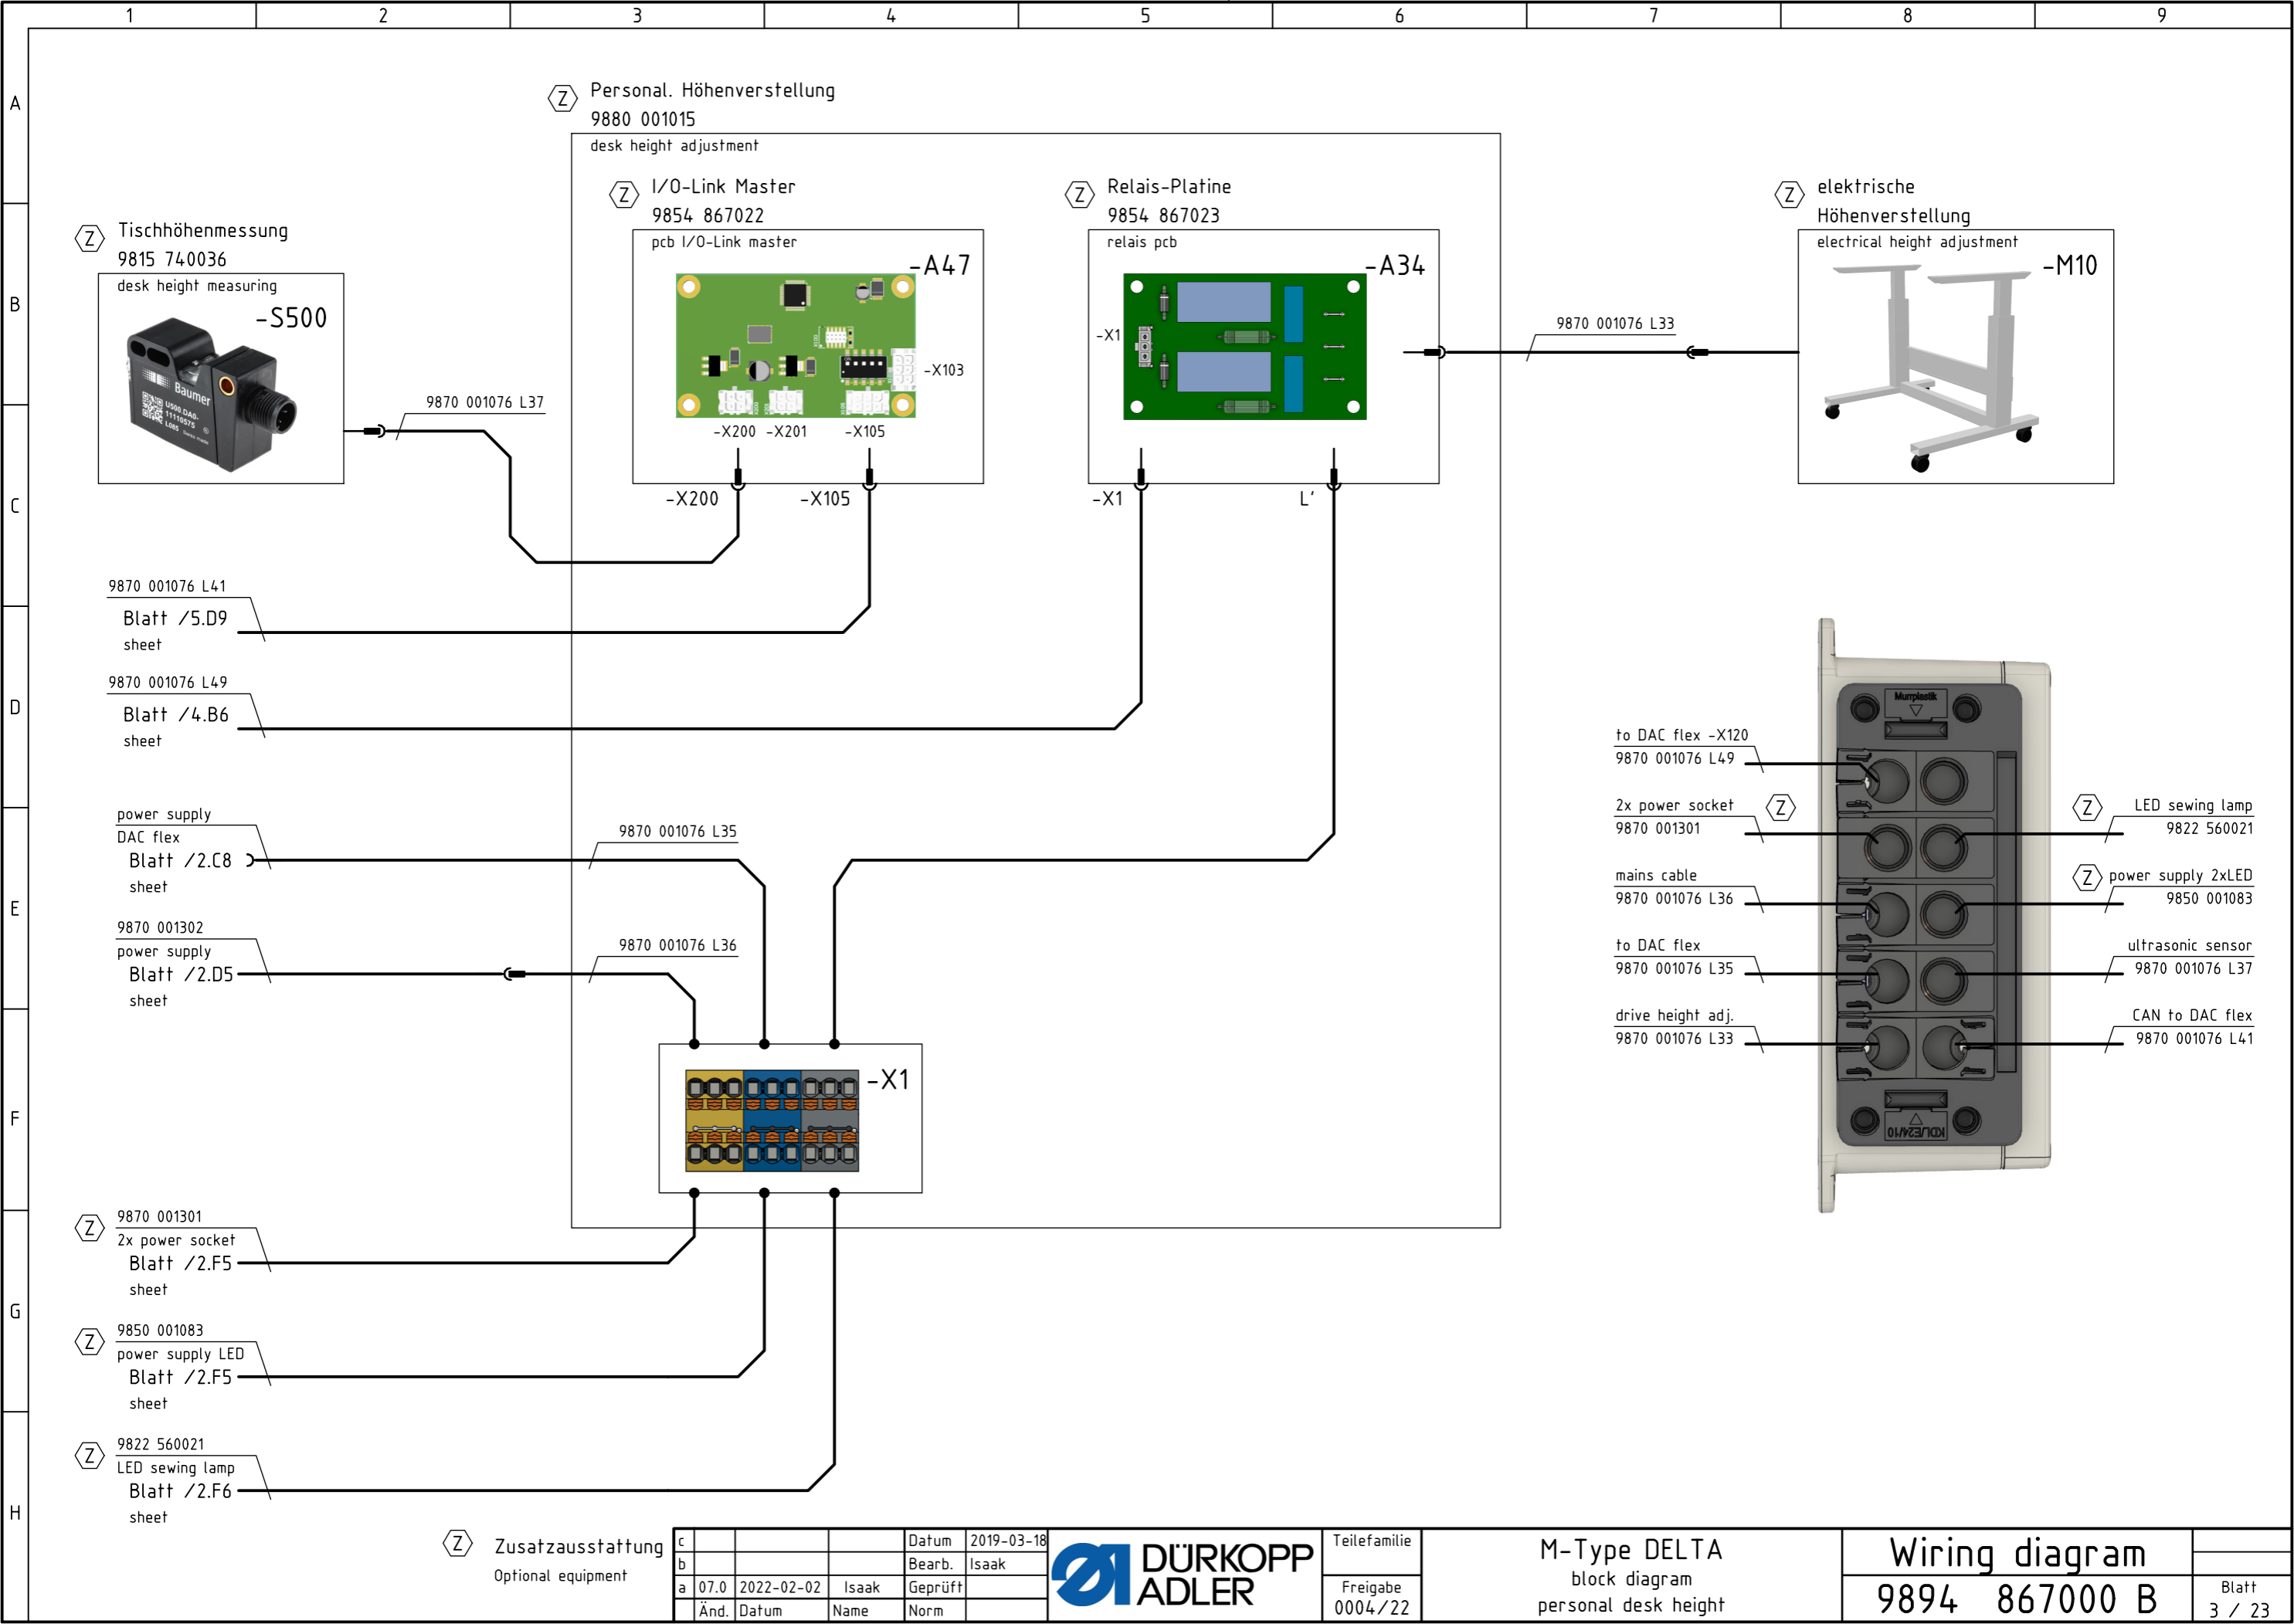 1 2 3 4 5 6 7 8 9
A
B
C
D
E
F
G
H
Z
Personal. Höhenverstellung
9880 001015
desk height adjustment
Z
I/O-Link Master
9854 867022
pcb I/O-Link master
-A47
-X103
-X200 -X201 -X105
-X200
-X105
Z
Relais-Platine
9854 867023
relais pcb
-A34
-X1
-X1
L'
Z
elektrische
Höhenverstellung
electrical height adjustment
-M10
9870 001076 L33
Z
Tischhöhenmessung
9815 740036
desk height measuring
-S500
Baumer
U500.DA0-
11110575
L085 Swiss made
9870 001076 L37
9870 001076 L41
Blatt /5.D9
sheet
9870 001076 L49
Blatt /4.B6
sheet
power supply
DAC flex
Blatt /2.C8
sheet
9870 001076 L35
9870 001302
power supply
Blatt /2.D5
sheet
9870 001076 L36
-X1
Z
9870 001301
2x power socket
Blatt /2.F5
sheet
Z
9850 001083
power supply LED
Blatt /2.F5
sheet
Z
9822 560021
LED sewing lamp
Blatt /2.F6
sheet
Murrplastik
KDL/E24/10
to DAC flex -X120
9870 001076 L49
2x power socket
Z
9870 001301
mains cable
9870 001076 L36
to DAC flex
9870 001076 L35
drive height adj.
9870 001076 L33
Z
LED sewing lamp
9822 560021
Z
power supply 2xLED
9850 001083
ultrasonic sensor
9870 001076 L37
CAN to DAC flex
9870 001076 L41
Z
Zusatzausstattung
Optional equipment
c Datum 2019-03-18
b Bearb. Isaak
a 07.0 2022-02-02 Isaak Geprüft
Änd. Datum Name Norm
DÜRKOPP
ADLER
Teilefamilie
Freigabe
0004/22
M-Type DELTA
block diagram
personal desk height
Wiring diagram
9894 867000 B
Blatt
3 / 23